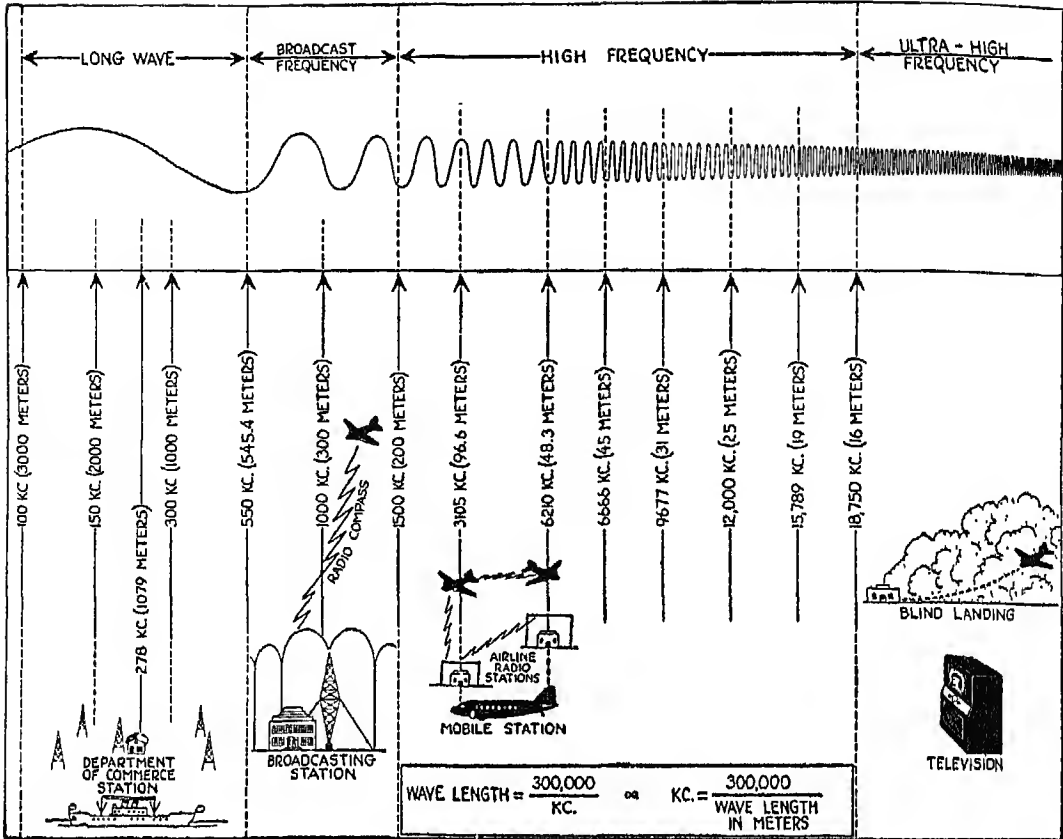 LONG WAVE
BROADCAST
FREQUENCY
HIGH FREQUENCY
ULTRA - HIGH
FREQUENCY
100 KC (3000 METERS)
150 KC. (2000 METERS)
278 KC. (1079 METERS)
300 KC (1000 METERS)
550 KC. (545.4 METERS)
1000 KC. (300 METERS)
1500 KC. (200 METERS)
3105 KC. (96.6 METERS)
6210 KC. (48.3 METERS)
6666 KC. (45 METERS)
9677 KC. (31 METERS)
12,000 KC. (25 METERS)
15,789 KC. (19 METERS)
18,750 KC. (16 METERS)
RADIO COMPASS
AIRLINE
RADIO
STATIONS
MOBILE STATION
BLIND LANDING
TELEVISION
DEPARTMENT
OF COMMERCE
STATION
BROADCASTING
STATION
WAVE LENGTH = 300,000
KC.
OR
KC. = 300,000
WAVE LENGTH
IN METERS